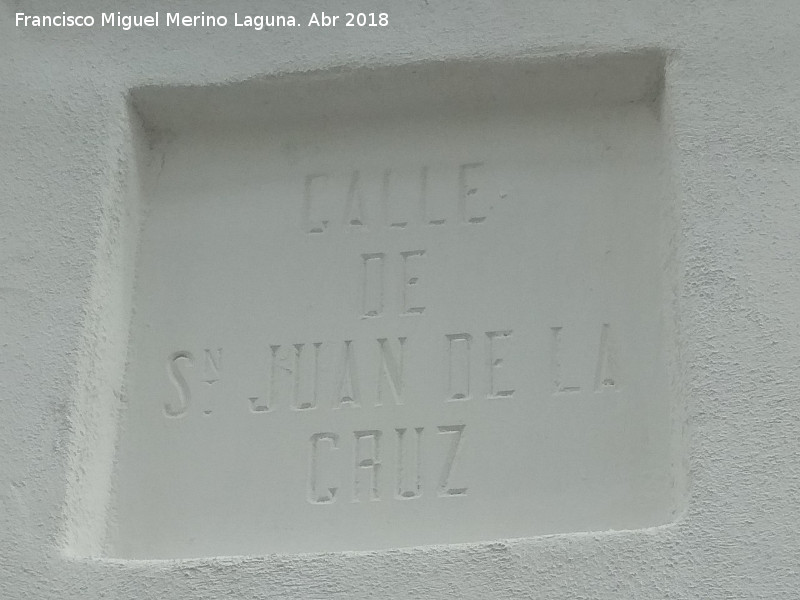 Francisco Miguel Merino Laguna. Abr 2018
CALLE
DE
Sᴺ. JUAN DE LA
CRUZ